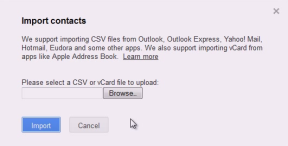 Import contacts
We support importing CSV files from Outlook, Outlook Express, Yahoo! Mail,
Hotmail, Eudora and some other apps. We also support importing vCard from
apps like Apple Address Book. Learn more
Please select a CSV or vCard file to upload:
Browse..
Import Cancel